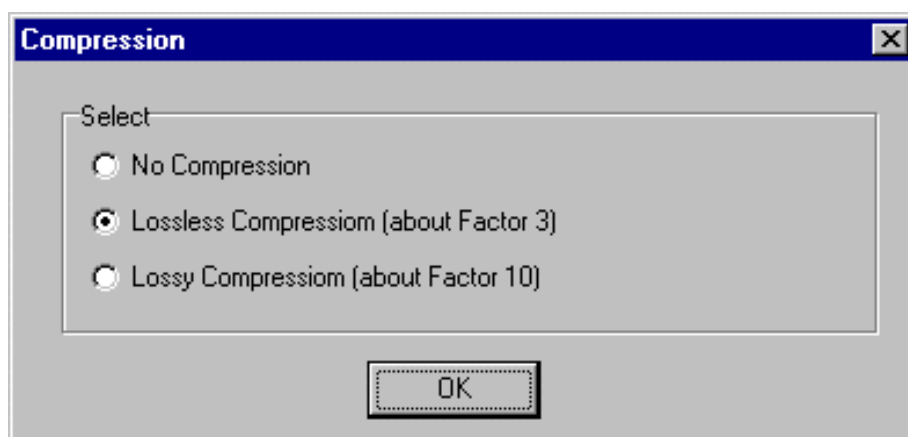 Compression
Select
No Compression
Lossless Compressiom (about Factor 3)
Lossy Compressiom (about Factor 10)
OK